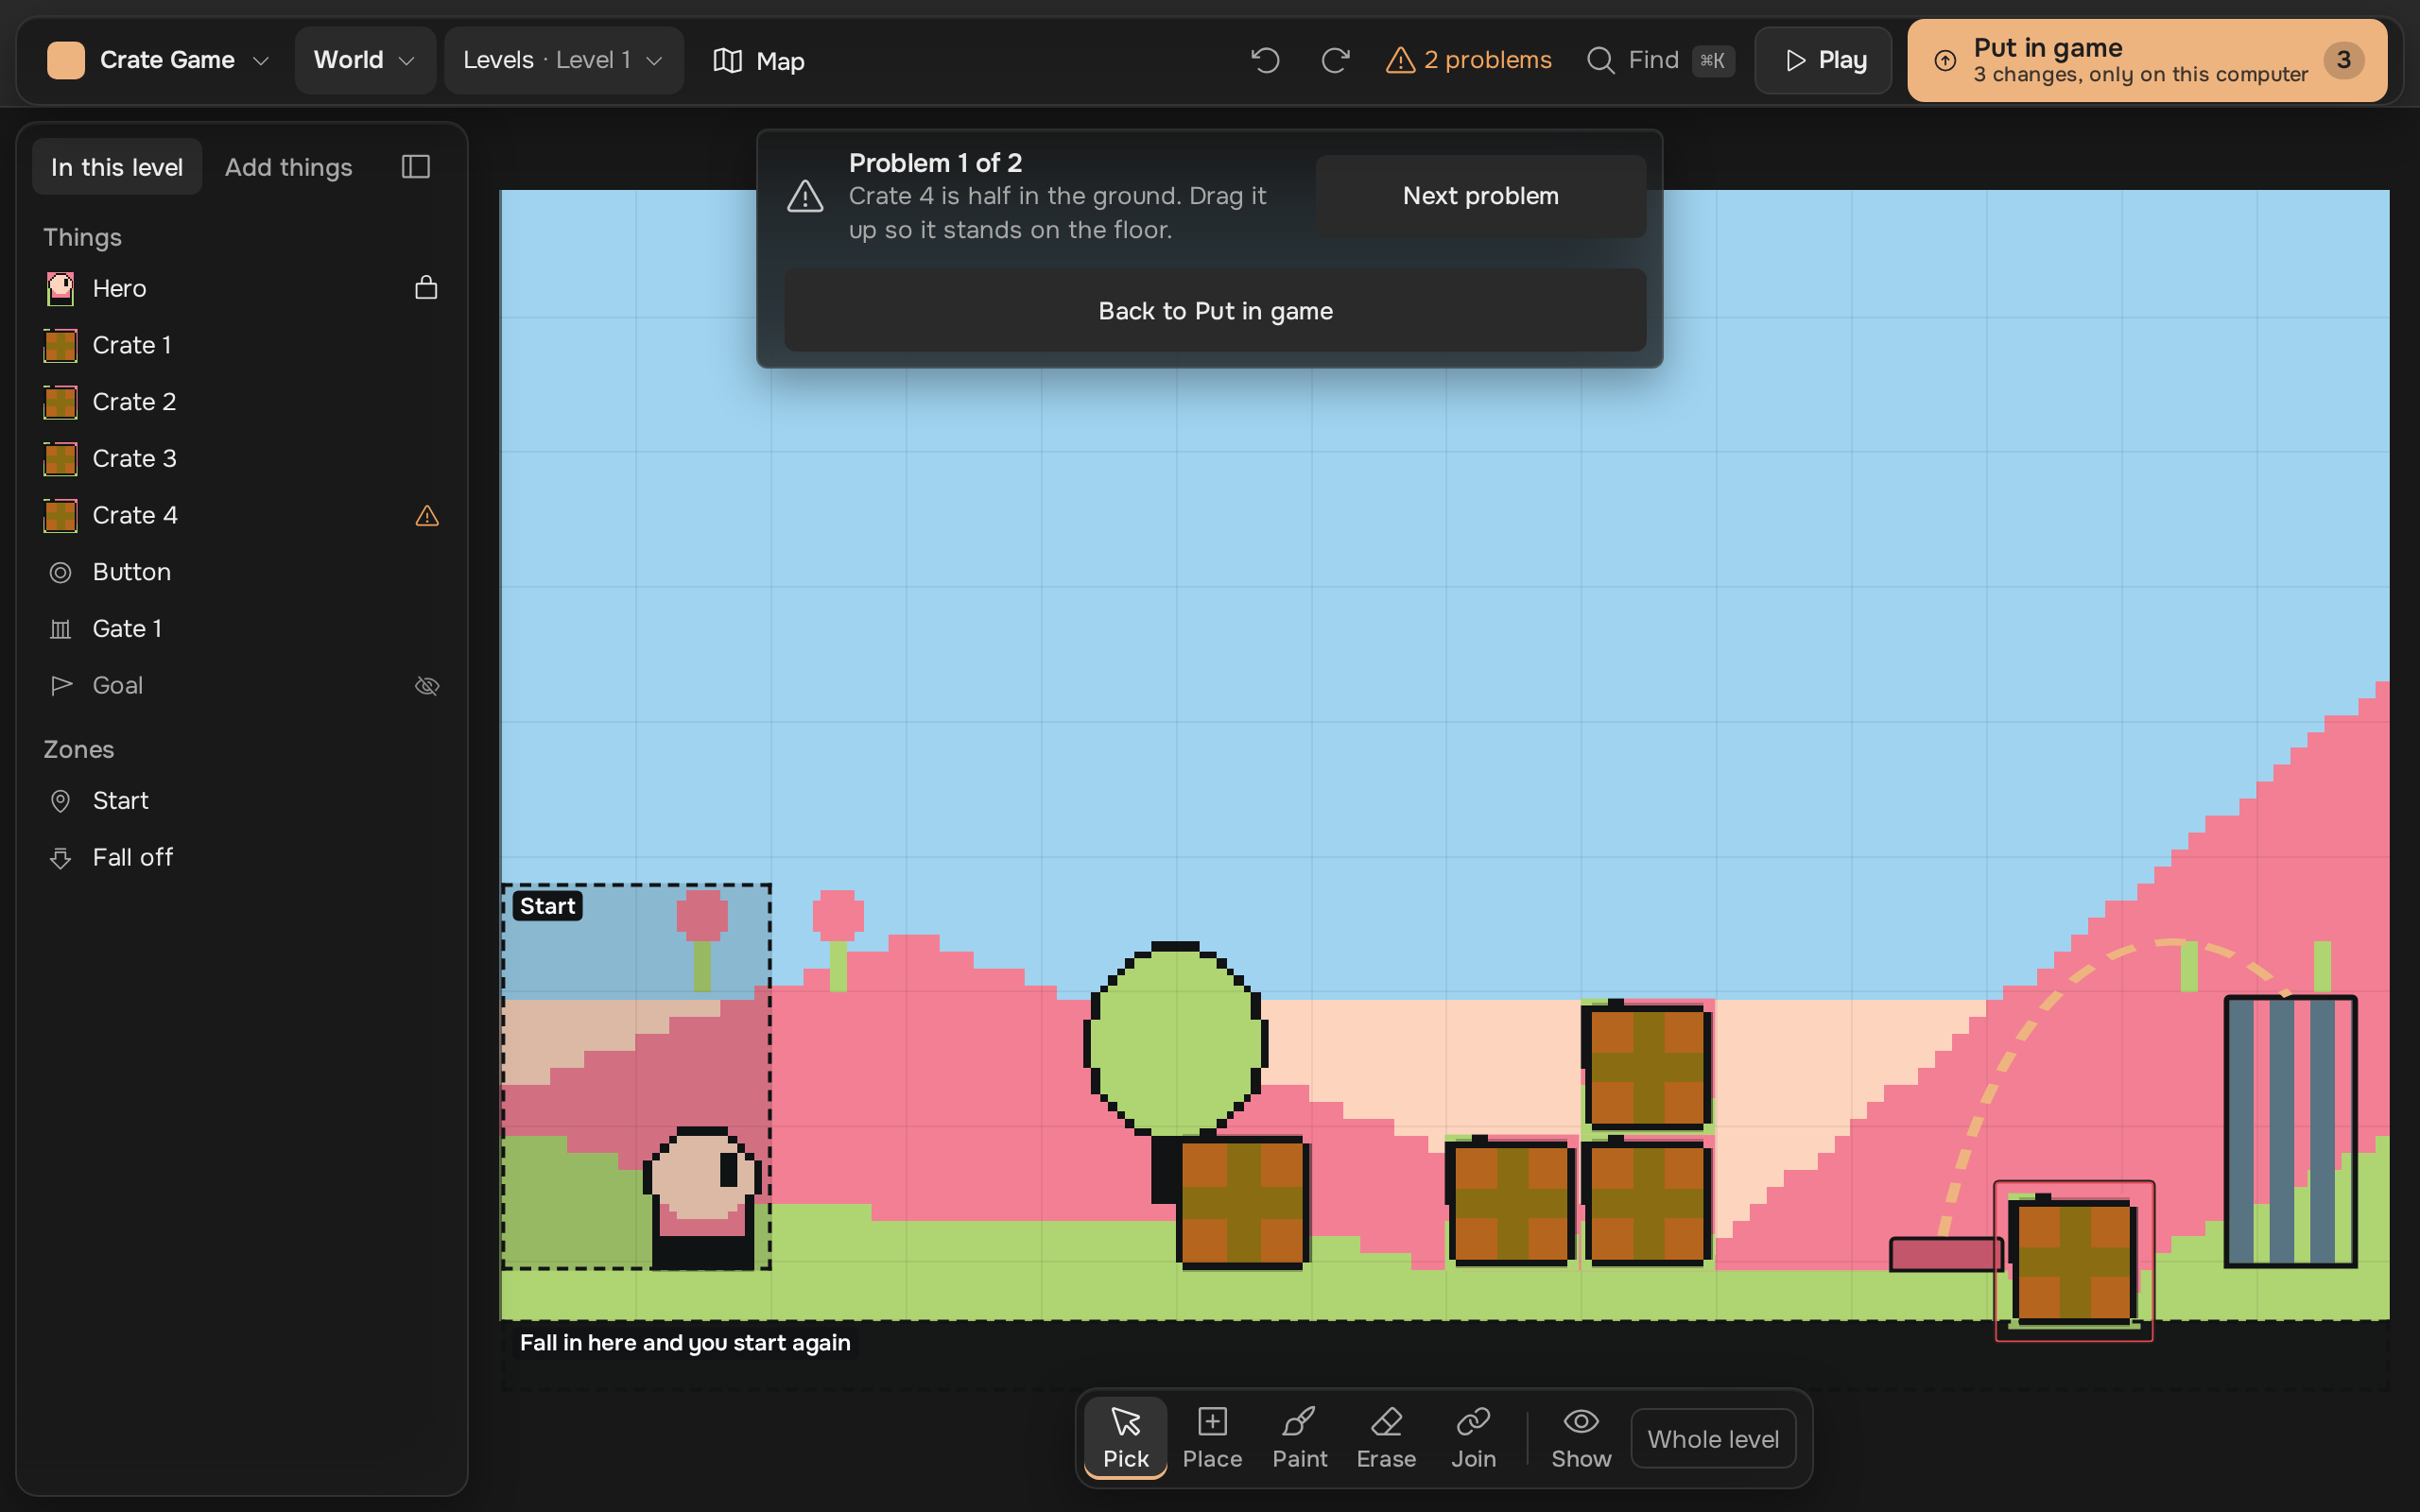 Crate Game
World
Levels · Level 1
Map
2 problems
Find ⌘K
Play
Put in game
3 changes, only on this computer
3
In this level
Add things
Things
Hero
Crate 1
Crate 2
Crate 3
Crate 4
Button
Gate 1
Goal
Zones
Start
Fall off
Problem 1 of 2
Crate 4 is half in the ground. Drag it
up so it stands on the floor.
Next problem
Back to Put in game
Start
Fall in here and you start again
Pick
Place
Paint
Erase
Join
Show
Whole level